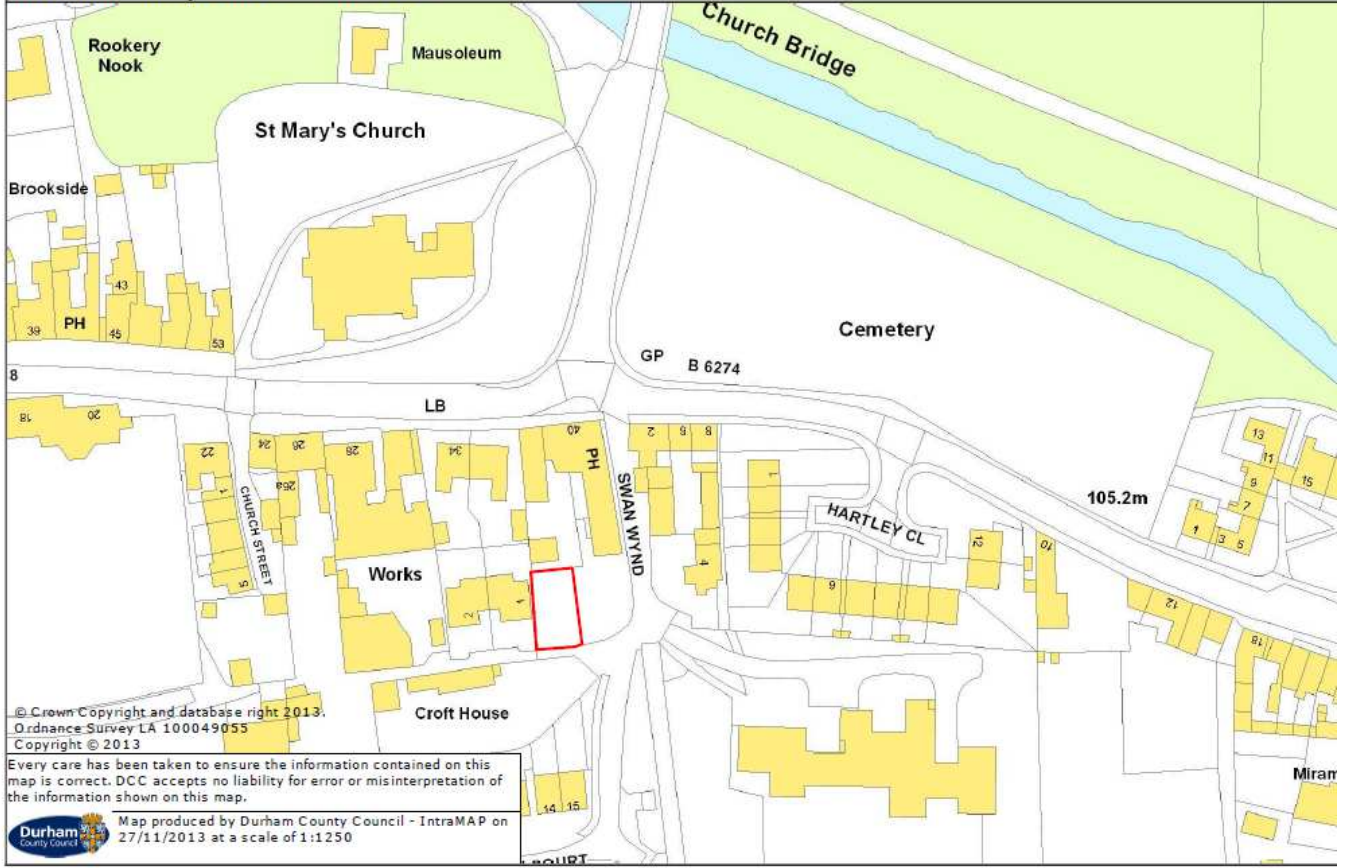 Rookery
Nook
Mausoleum
Church Bridge
St Mary's Church
Brookside
43
39
PH
45
53
Cemetery
GP
B 6274
8
LB
18
20
22
24
26
28
34
40
PH
2
6
8
SWAN WYND
26a
1
CHURCH STREET
5
1
HARTLEY CL
105.2m
13
11
9
7
15
1
3
5
12
10
Works
2
1
4
9
12
18
Croft House
14
15
Miram
© Crown Copyright and database right 2013.
Ordnance Survey LA 100049055
Copyright © 2013
Every care has been taken to ensure the information contained on this
map is correct. DCC accepts no liability for error or misinterpretation of
the information shown on this map.
Durham
County Council
Map produced by Durham County Council - IntraMAP on
27/11/2013 at a scale of 1:1250